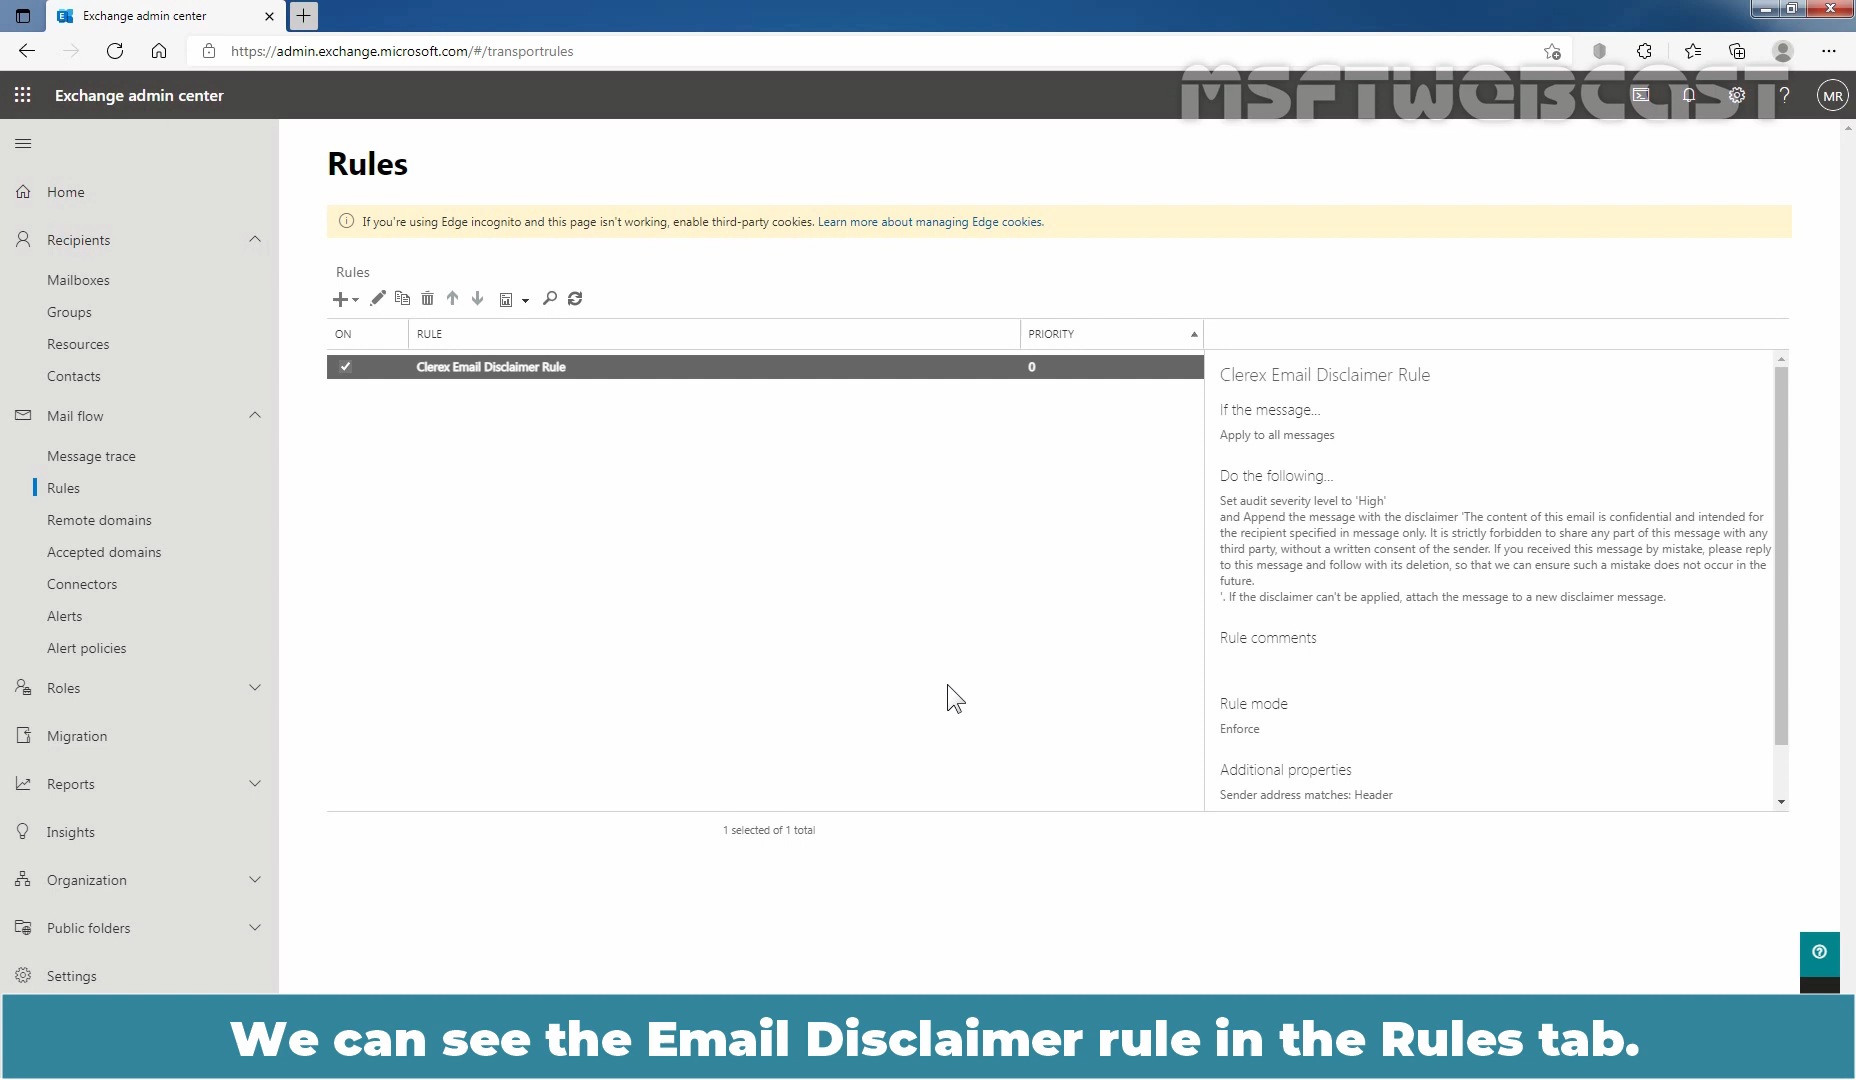 Exchange admin center
https://admin.exchange.microsoft.com/#/transportrules
Exchange admin center
MSFTWEBCAST
? MR
Rules
If you're using Edge incognito and this page isn't working, enable third-party cookies. Learn more about managing Edge cookies.
Home
Recipients
Mailboxes
Groups
Resources
Contacts
Mail flow
Message trace
Rules
Remote domains
Accepted domains
Connectors
Alerts
Alert policies
Roles
Migration
Reports
Insights
Organization
Public folders
Settings
Rules
ON RULE PRIORITY
Clerex Email Disclaimer Rule 0
1 selected of 1 total
Clerex Email Disclaimer Rule
If the message...
Apply to all messages
Do the following...
Set audit severity level to 'High'
and Append the message with the disclaimer 'The content of this email is confidential and intended for
the recipient specified in message only. It is strictly forbidden to share any part of this message with any
third party, without a written consent of the sender. If you received this message by mistake, please reply
to this message and follow with its deletion, so that we can ensure such a mistake does not occur in the
future.
'. If the disclaimer can't be applied, attach the message to a new disclaimer message.
Rule comments
Rule mode
Enforce
Additional properties
Sender address matches: Header
We can see the Email Disclaimer rule in the Rules tab.